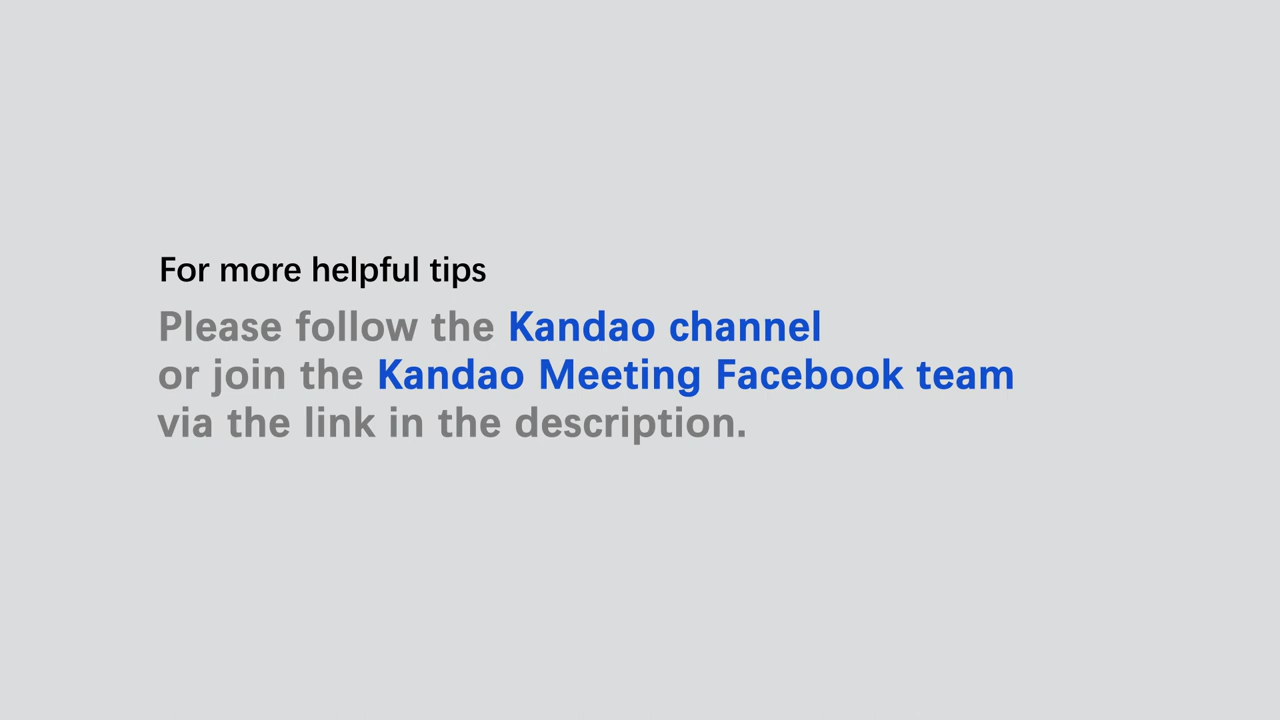 For more helpful tips
Please follow the Kandao channel
or join the Kandao Meeting Facebook team
via the link in the description.